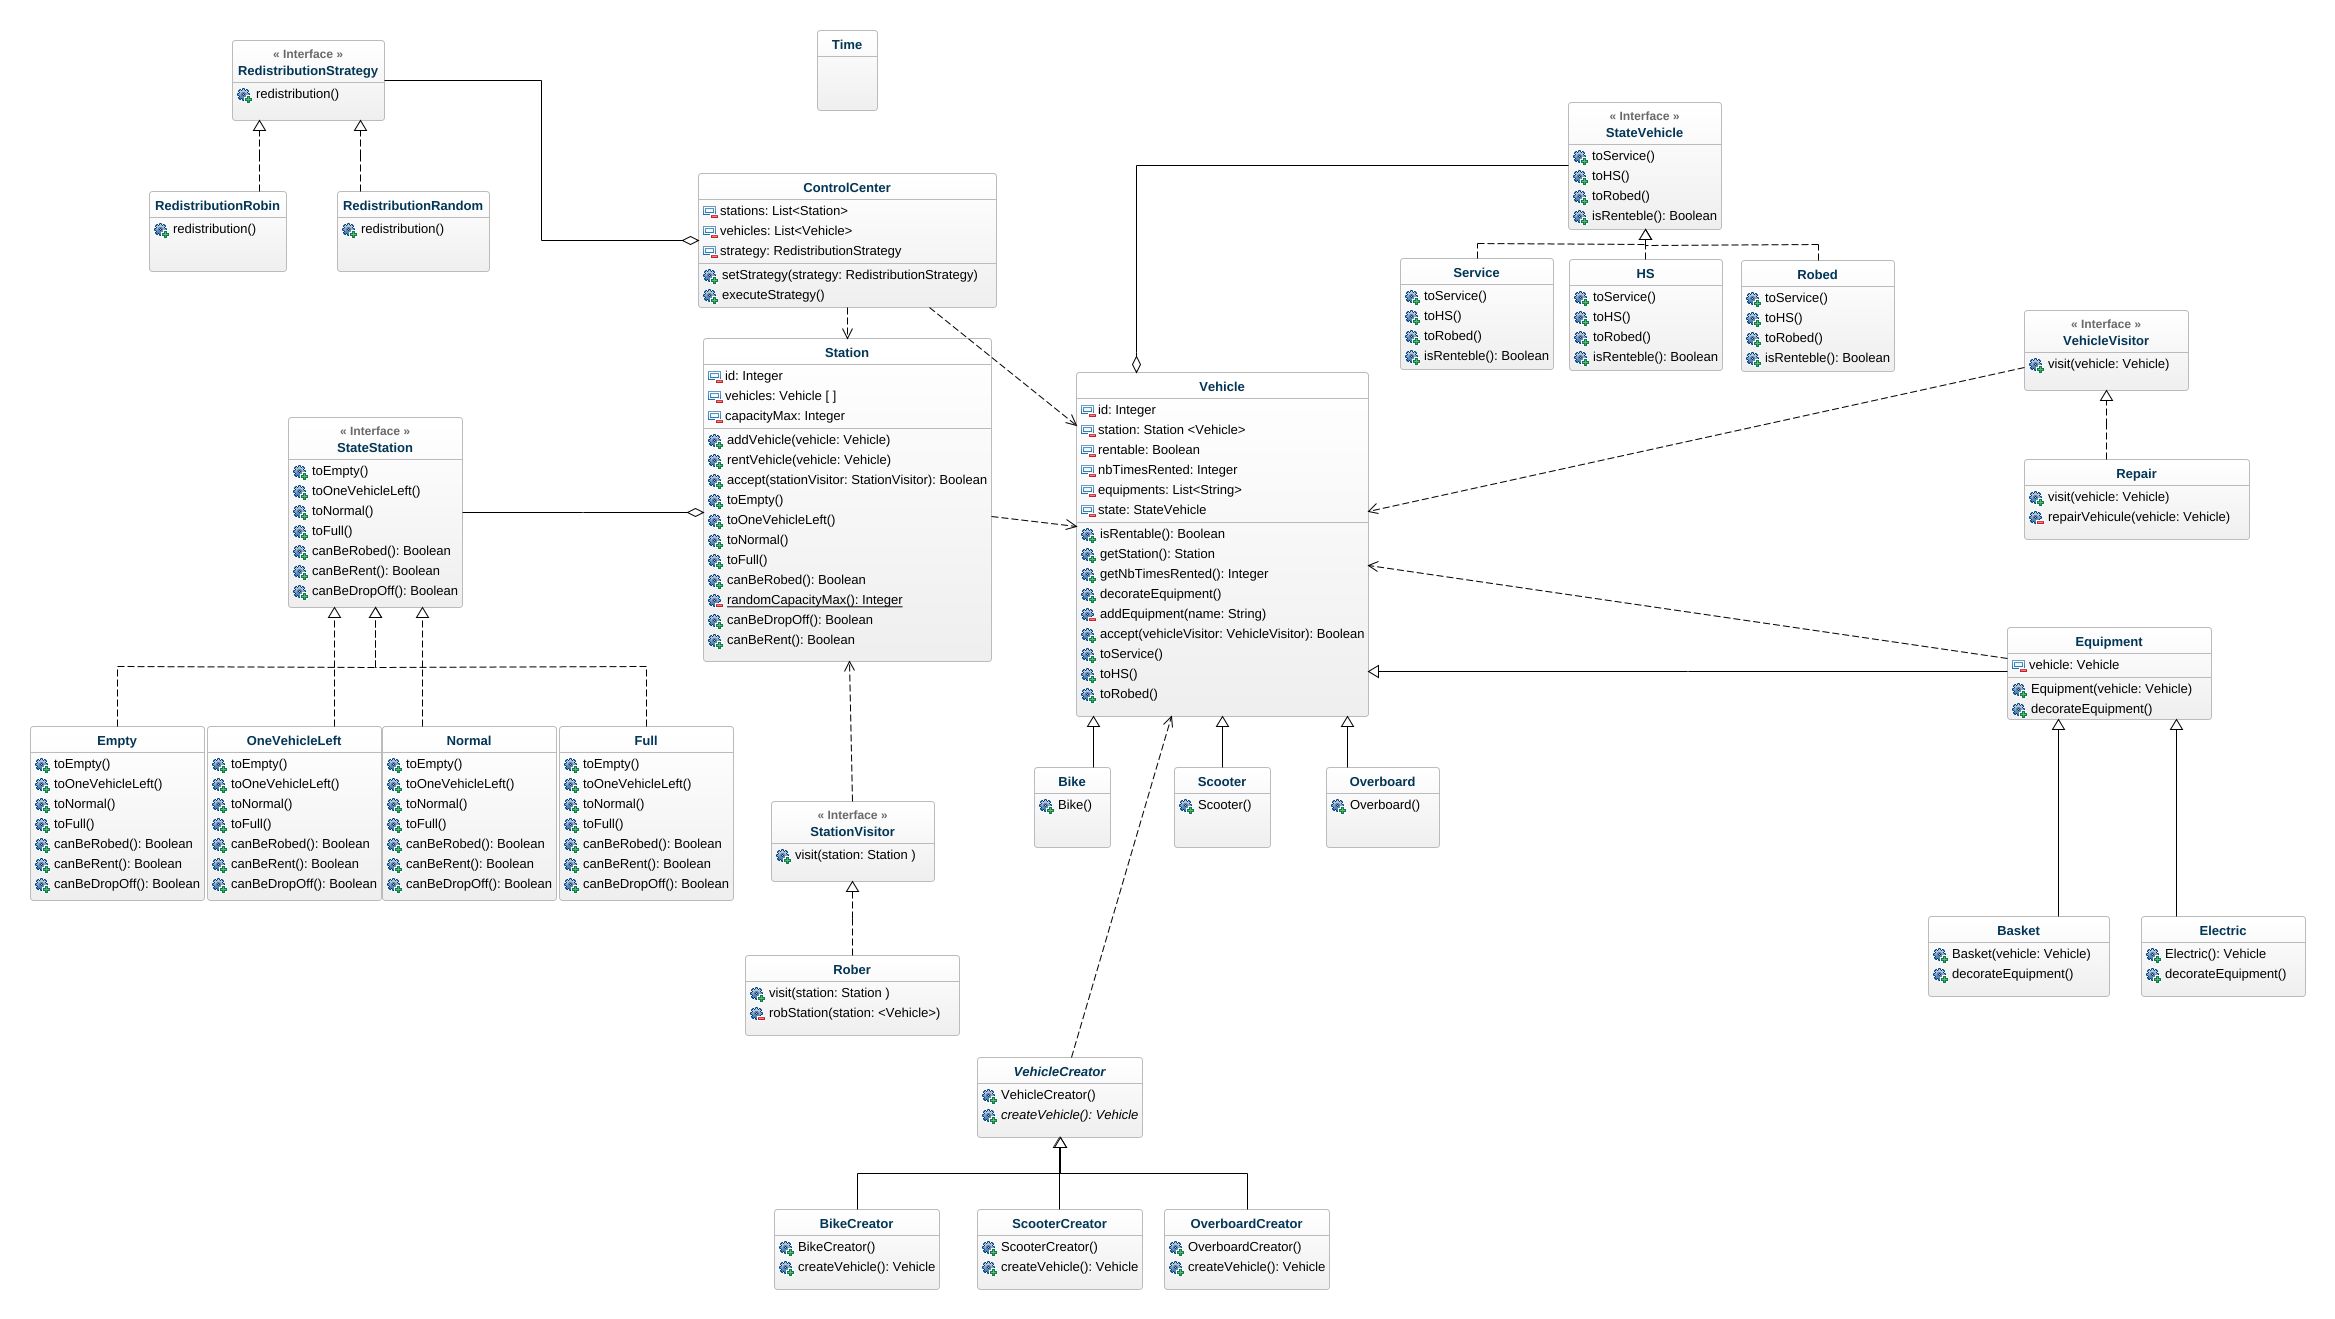 « Interface »
RedistributionStrategy
redistribution()
Time
RedistributionRobin
redistribution()
RedistributionRandom
redistribution()
ControlCenter
stations: List<Station>
vehicles: List<Vehicle>
strategy: RedistributionStrategy
setStrategy(strategy: RedistributionStrategy)
executeStrategy()
« Interface »
StateVehicle
toService()
toHS()
toRobed()
isRenteble(): Boolean
Service
toService()
toHS()
toRobed()
isRenteble(): Boolean
HS
toService()
toHS()
toRobed()
isRenteble(): Boolean
Robed
toService()
toHS()
toRobed()
isRenteble(): Boolean
« Interface »
VehicleVisitor
visit(vehicle: Vehicle)
Repair
visit(vehicle: Vehicle)
repairVehicule(vehicle: Vehicle)
Station
id: Integer
vehicles: Vehicle [ ]
capacityMax: Integer
addVehicle(vehicle: Vehicle)
rentVehicle(vehicle: Vehicle)
accept(stationVisitor: StationVisitor): Boolean
toEmpty()
toOneVehicleLeft()
toNormal()
toFull()
canBeRobed(): Boolean
randomCapacityMax(): Integer
canBeDropOff(): Boolean
canBeRent(): Boolean
Vehicle
id: Integer
station: Station <Vehicle>
rentable: Boolean
nbTimesRented: Integer
equipments: List<String>
state: StateVehicle
isRentable(): Boolean
getStation(): Station
getNbTimesRented(): Integer
decorateEquipment()
addEquipment(name: String)
accept(vehicleVisitor: VehicleVisitor): Boolean
toService()
toHS()
toRobed()
« Interface »
StateStation
toEmpty()
toOneVehicleLeft()
toNormal()
toFull()
canBeRobed(): Boolean
canBeRent(): Boolean
canBeDropOff(): Boolean
Equipment
vehicle: Vehicle
Equipment(vehicle: Vehicle)
decorateEquipment()
Empty
toEmpty()
toOneVehicleLeft()
toNormal()
toFull()
canBeRobed(): Boolean
canBeRent(): Boolean
canBeDropOff(): Boolean
OneVehicleLeft
toEmpty()
toOneVehicleLeft()
toNormal()
toFull()
canBeRobed(): Boolean
canBeRent(): Boolean
canBeDropOff(): Boolean
Normal
toEmpty()
toOneVehicleLeft()
toNormal()
toFull()
canBeRobed(): Boolean
canBeRent(): Boolean
canBeDropOff(): Boolean
Full
toEmpty()
toOneVehicleLeft()
toNormal()
toFull()
canBeRobed(): Boolean
canBeRent(): Boolean
canBeDropOff(): Boolean
Bike
Bike()
Scooter
Scooter()
Overboard
Overboard()
« Interface »
StationVisitor
visit(station: Station )
Rober
visit(station: Station )
robStation(station: <Vehicle>)
Basket
Basket(vehicle: Vehicle)
decorateEquipment()
Electric
Electric(): Vehicle
decorateEquipment()
VehicleCreator
VehicleCreator()
createVehicle(): Vehicle
BikeCreator
BikeCreator()
createVehicle(): Vehicle
ScooterCreator
ScooterCreator()
createVehicle(): Vehicle
OverboardCreator
OverboardCreator()
createVehicle(): Vehicle